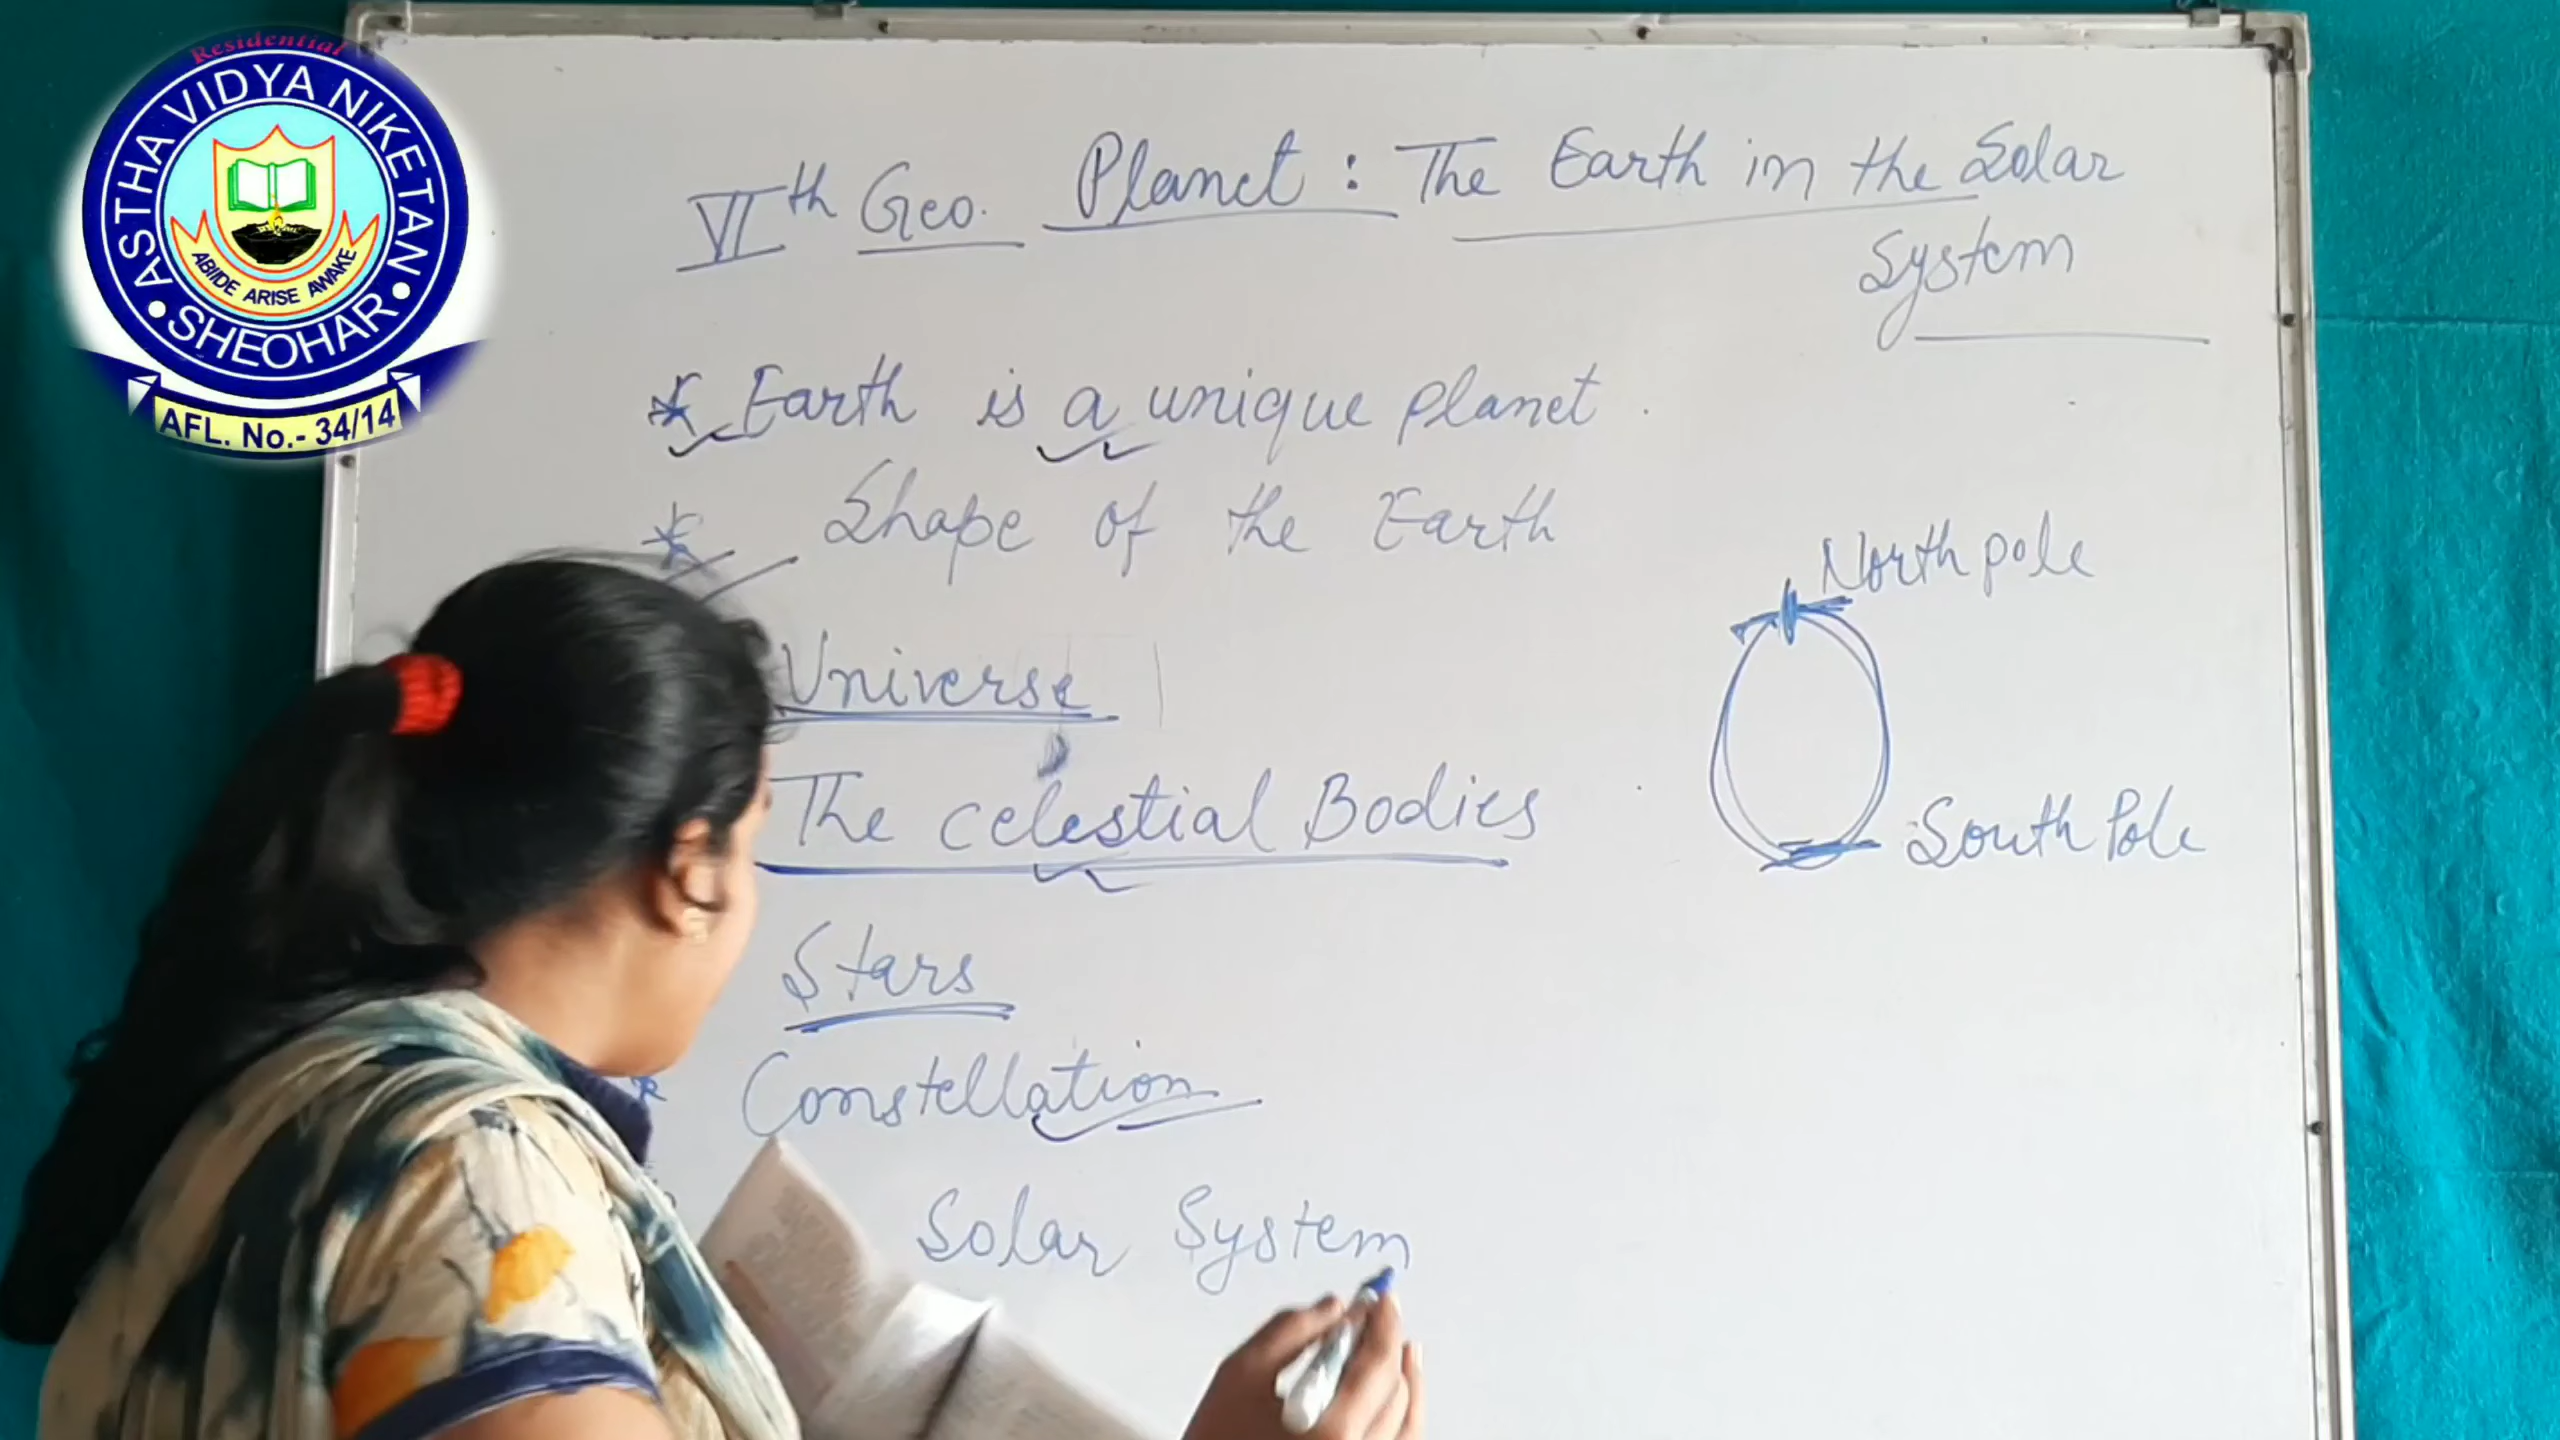 Residential
ASTHA VIDYA NIKETAN
SHEOHAR
ABIIDE ARISE AWAKE
AFL. No.- 34/14
VIth Geo. Planet : The Earth in the Solar
System
* Earth is a unique planet.
* Shape of the Earth
Universe
The celestial Bodies
Stars
* Constellation
Solar System
North pole
South Pole